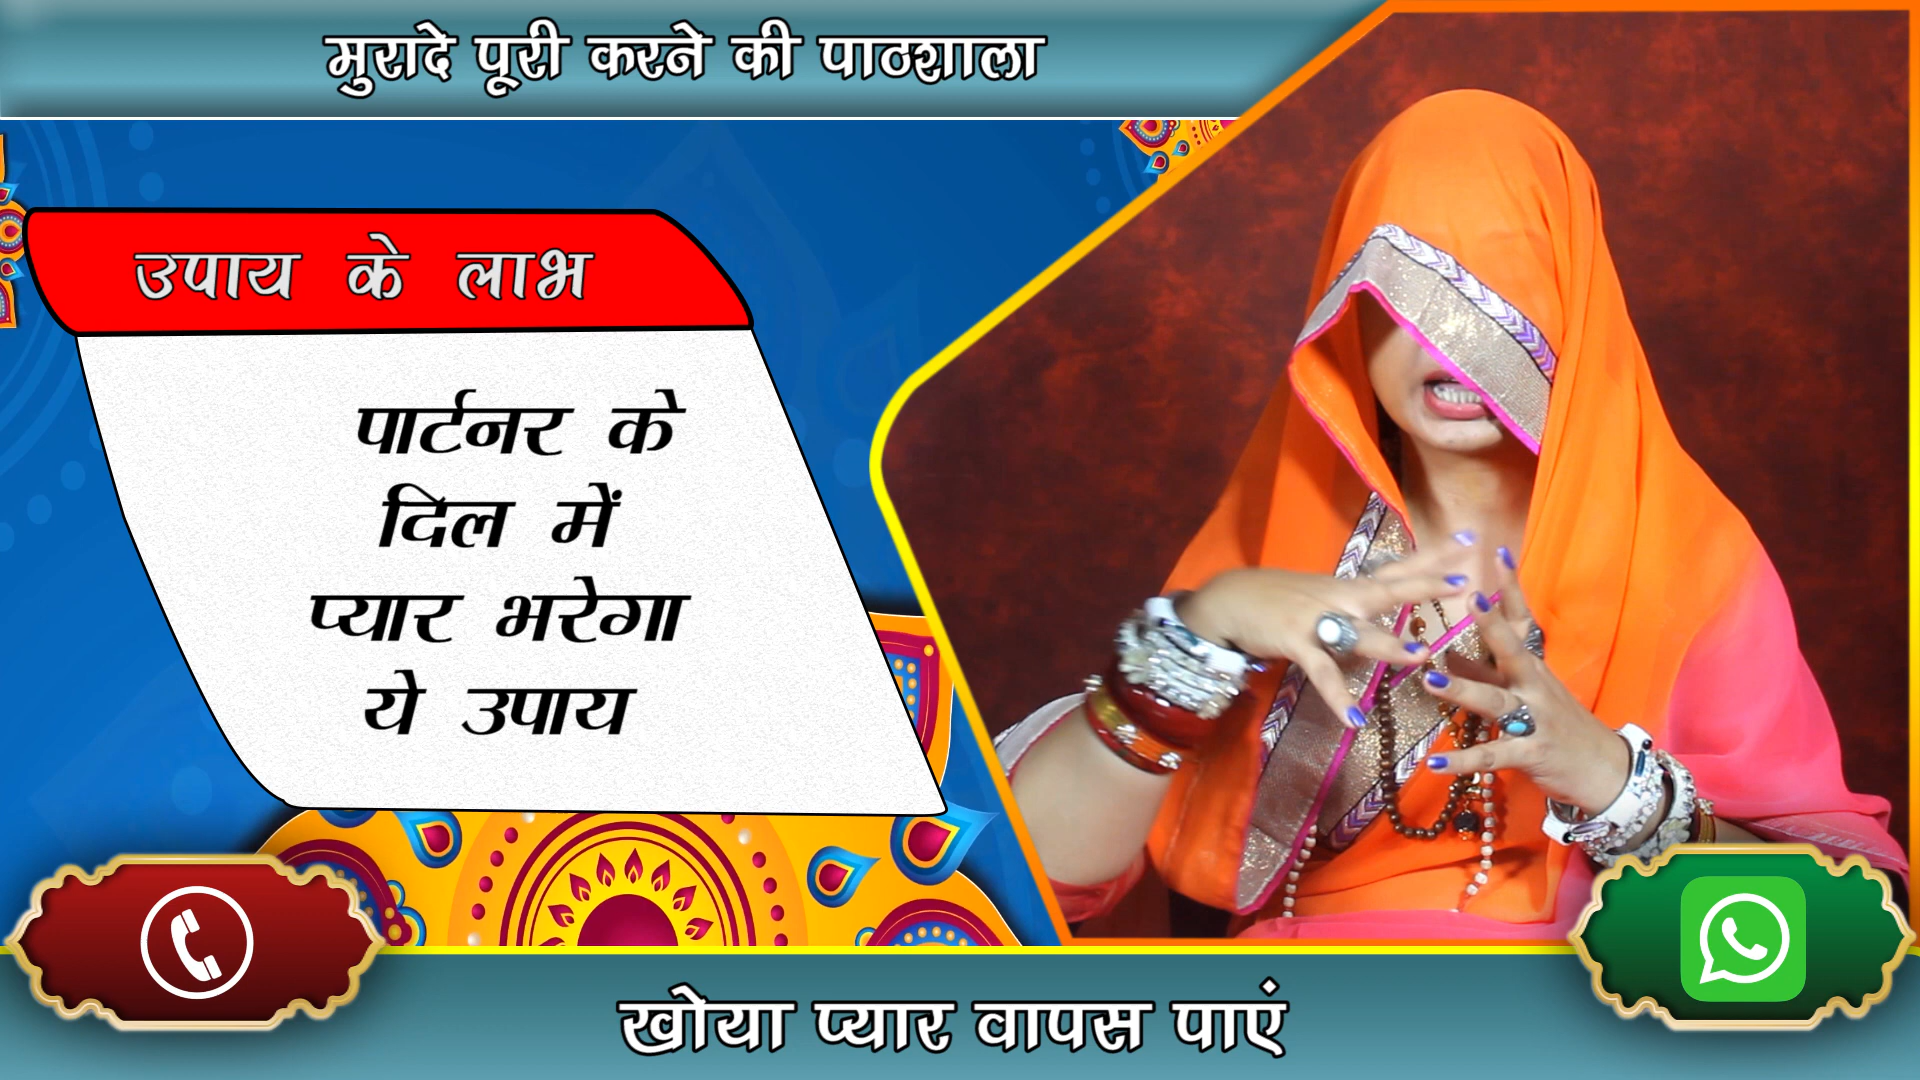 मुरादे पूरी करने की पाठशाला
उपाय के लाभ
पार्टनर के
दिल में
प्यार भरेगा
ये उपाय
खोया प्यार वापस पाएं